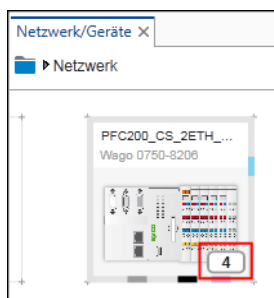 Netzwerk/Geräte ×
Netzwerk
PFC200_CS_2ETH_...
Wago 0750-8206
4